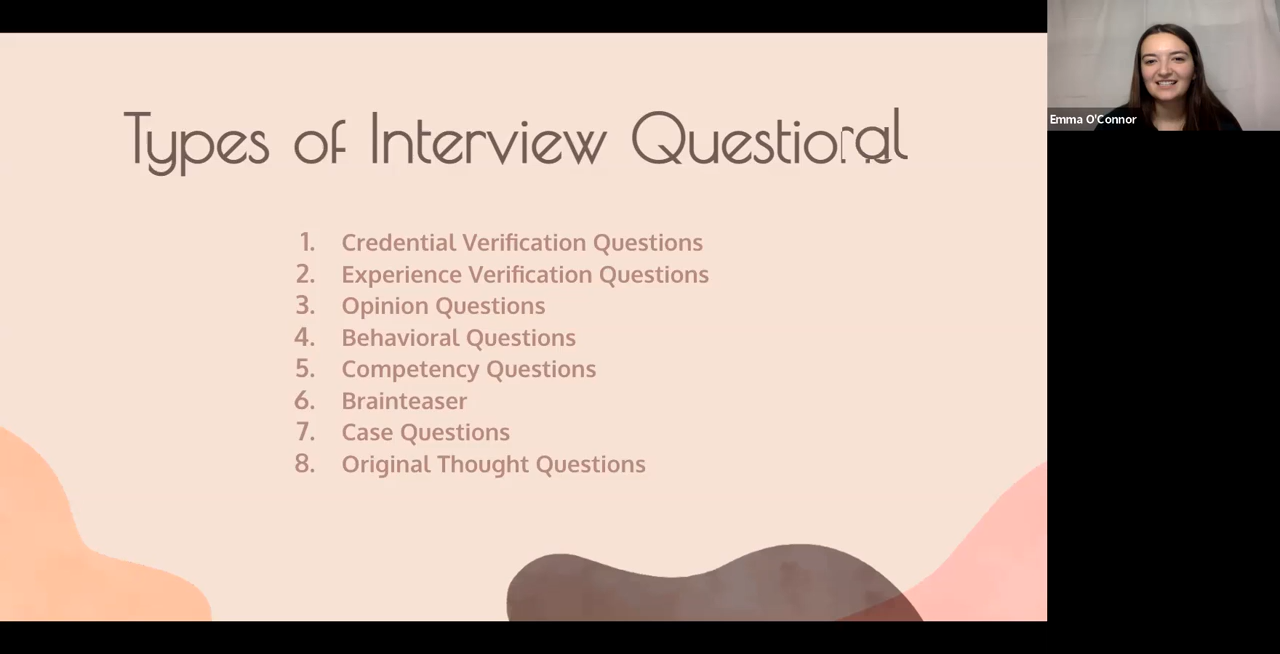 Types of Interview
Emma O'Connor
1. Credential Verification Questions
2. Experience Verification Questions
3. Opinion Questions
4. Behavioral Questions
5. Competency Questions
6. Brainteaser
7. Case Questions
8. Original Thought Questions